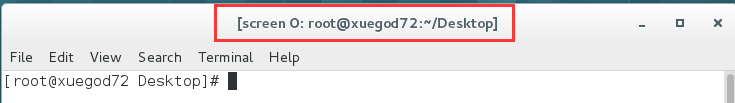 [screen 0: root@xuegod72:~/Desktop]
File Edit View Search Terminal Help
[root@xuegod72 Desktop]#